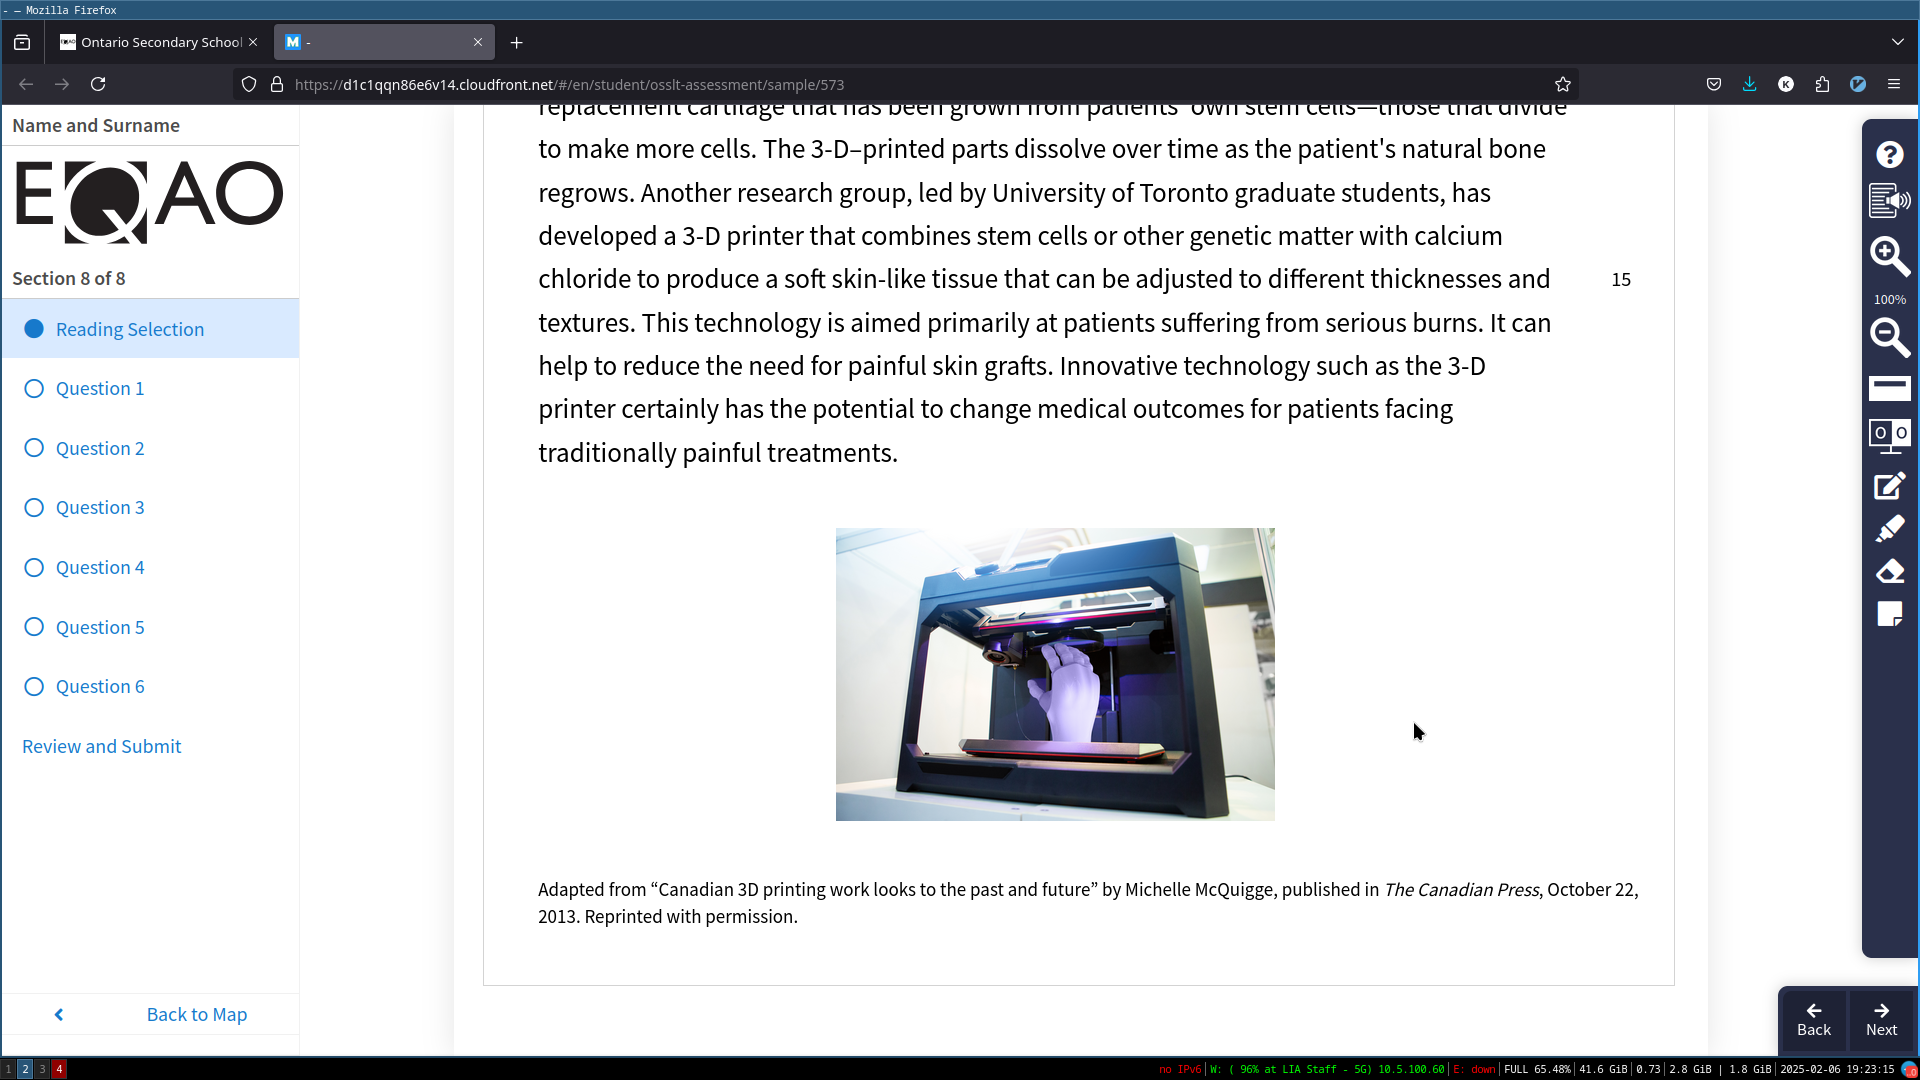 - — Mozilla Firefox
Ontario Secondary School
-
https://d1c1qqn86e6v14.cloudfront.net/#/en/student/osslt-assessment/sample/573
Name and Surname
EQAO
Section 8 of 8
Reading Selection
Question 1
Question 2
Question 3
Question 4
Question 5
Question 6
Review and Submit
Back to Map
replacement cartilage that has been grown from patients' own stem cells—those that divide
to make more cells. The 3-D–printed parts dissolve over time as the patient's natural bone
regrows. Another research group, led by University of Toronto graduate students, has
developed a 3-D printer that combines stem cells or other genetic matter with calcium
chloride to produce a soft skin-like tissue that can be adjusted to different thicknesses and
15
textures. This technology is aimed primarily at patients suffering from serious burns. It can
help to reduce the need for painful skin grafts. Innovative technology such as the 3-D
printer certainly has the potential to change medical outcomes for patients facing
traditionally painful treatments.
Adapted from “Canadian 3D printing work looks to the past and future” by Michelle McQuigge, published in The Canadian Press, October 22,
2013. Reprinted with permission.
100%
Back
Next
1 2 3 4
no IPv6 | W: ( 96% at LIA Staff - 5G) 10.5.100.60 | E: down | FULL 65.48% | 41.6 GiB | 0.73 | 2.8 GiB | 1.8 GiB | 2025-02-06 19:23:15